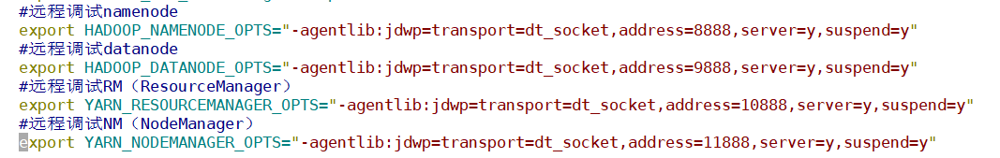 #远程调试namenode
export HADOOP_NAMENODE_OPTS="-agentlib:jdwp=transport=dt_socket,address=8888,server=y,suspend=y"
#远程调试datanode
export HADOOP_DATANODE_OPTS="-agentlib:jdwp=transport=dt_socket,address=9888,server=y,suspend=y"
#远程调试RM（ResourceManager）
export YARN_RESOURCEMANAGER_OPTS="-agentlib:jdwp=transport=dt_socket,address=10888,server=y,suspend=y"
#远程调试NM（NodeManager）
export YARN_NODEMANAGER_OPTS="-agentlib:jdwp=transport=dt_socket,address=11888,server=y,suspend=y"